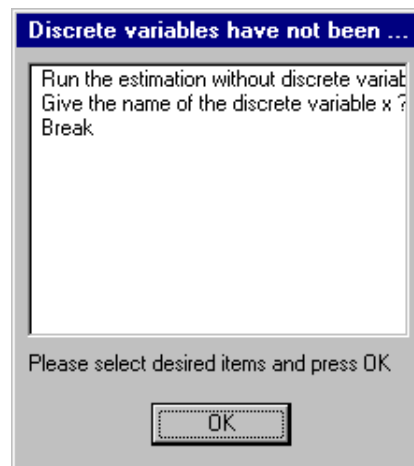 Discrete variables have not been ...
Run the estimation without discrete variab
Give the name of the discrete variable x ?
Break
Please select desired items and press OK
OK